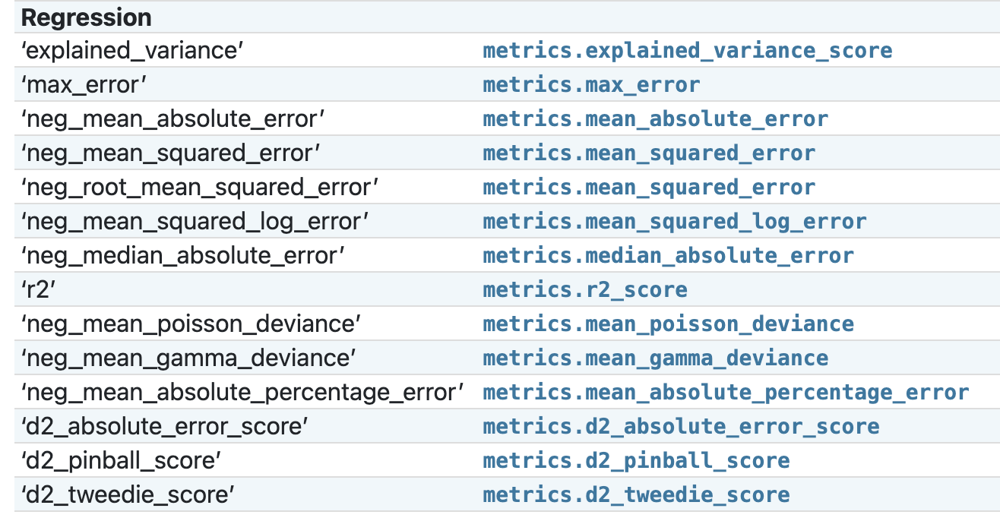 Regression
‘explained_variance’ metrics.explained_variance_score
‘max_error’ metrics.max_error
‘neg_mean_absolute_error’ metrics.mean_absolute_error
‘neg_mean_squared_error’ metrics.mean_squared_error
‘neg_root_mean_squared_error’ metrics.mean_squared_error
‘neg_mean_squared_log_error’ metrics.mean_squared_log_error
‘neg_median_absolute_error’ metrics.median_absolute_error
‘r2’ metrics.r2_score
‘neg_mean_poisson_deviance’ metrics.mean_poisson_deviance
‘neg_mean_gamma_deviance’ metrics.mean_gamma_deviance
‘neg_mean_absolute_percentage_error’ metrics.mean_absolute_percentage_error
‘d2_absolute_error_score’ metrics.d2_absolute_error_score
‘d2_pinball_score’ metrics.d2_pinball_score
‘d2_tweedie_score’ metrics.d2_tweedie_score